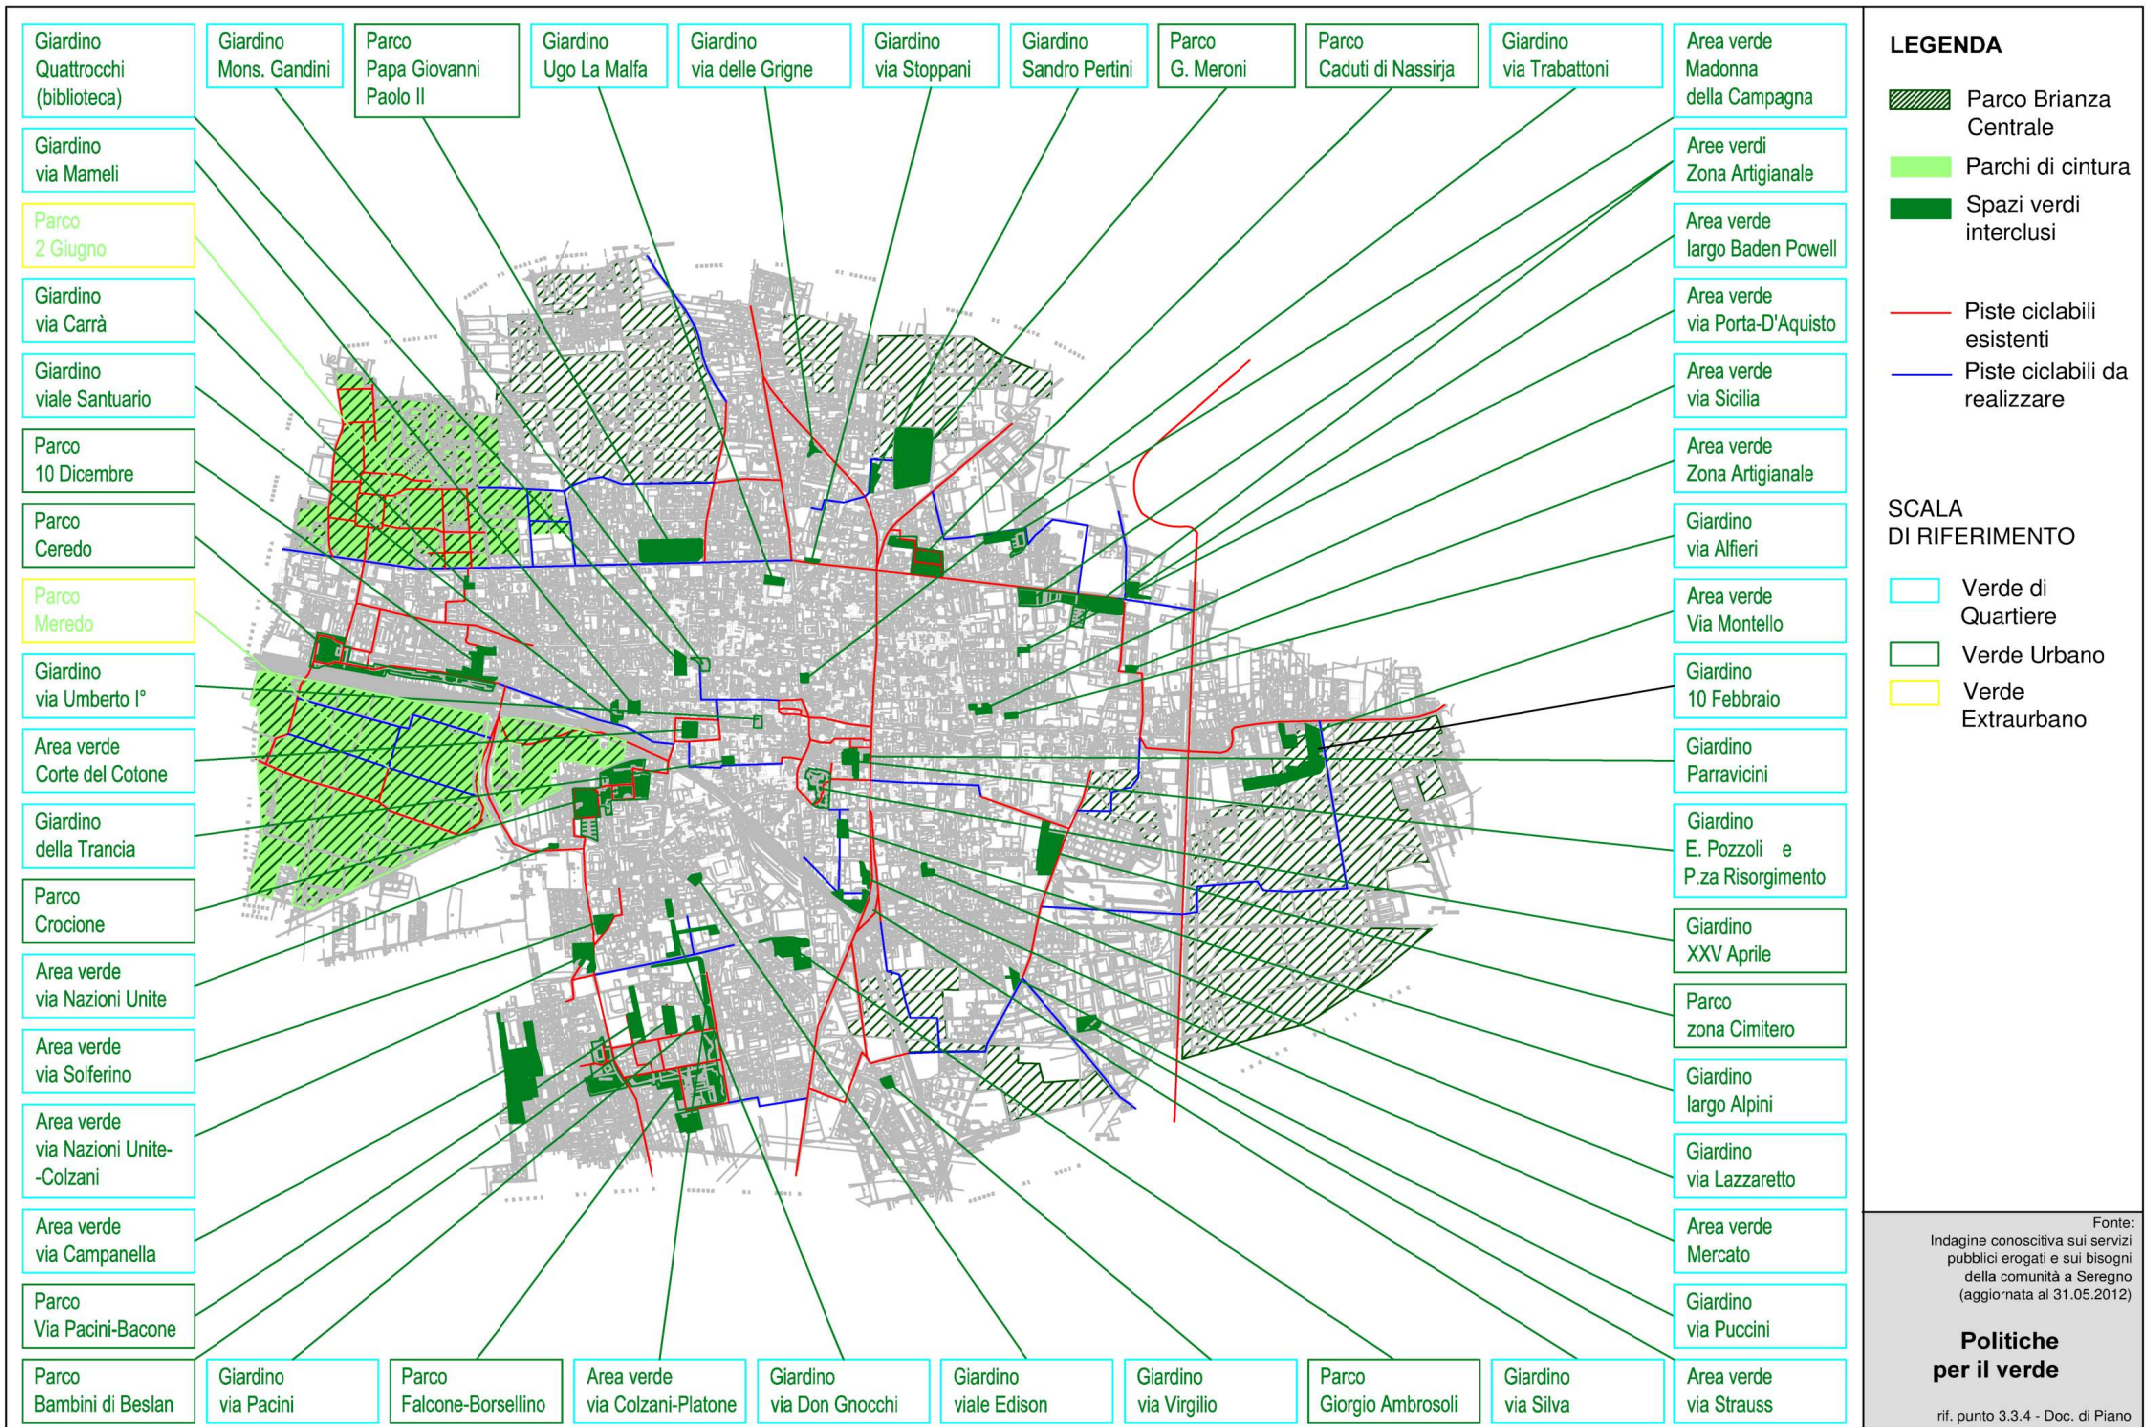 Giardino
Quattrocchi
(biblioteca)
Giardino
Mons. Gandini
Parco
Papa Giovanni
Paolo II
Giardino
Ugo La Malfa
Giardino
via delle Grigne
Giardino
via Stoppani
Giardino
Sandro Pertini
Parco
G. Meroni
Parco
Caduti di Nassirja
Giardino
via Trabattoni
Area verde
Madonna
della Campagna
Giardino
via Mameli
Parco
2 Giugno
Giardino
via Carrà
Giardino
viale Santuario
Parco
10 Dicembre
Parco
Ceredo
Parco
Meredo
Giardino
via Umberto I°
Area verde
Corte del Cotone
Giardino
della Trancia
Parco
Crocione
Area verde
via Nazioni Unite
Area verde
via Solferino
Area verde
via Nazioni Unite-
-Colzani
Area verde
via Campanella
Parco
Via Pacini-Bacone
Parco
Bambini di Beslan
Giardino
via Pacini
Parco
Falcone-Borsellino
Area verde
via Colzani-Platone
Giardino
via Don Gnocchi
Giardino
viale Edison
Giardino
via Virgilio
Parco
Giorgio Ambrosoli
Giardino
via Silva
Area verde
via Strauss
Aree verdi
Zona Artigianale
Area verde
largo Baden Powell
Area verde
via Porta-D'Aquisto
Area verde
via Sicilia
Area verde
Zona Artigianale
Giardino
via Alfieri
Area verde
Via Montello
Giardino
10 Febbraio
Giardino
Parravicini
Giardino
E. Pozzoli e
P.za Risorgimento
Giardino
XXV Aprile
Parco
zona Cimitero
Giardino
largo Alpini
Giardino
via Lazzaretto
Area verde
Mercato
Giardino
via Puccini
LEGENDA
Parco Brianza
Centrale
Parchi di cintura
Spazi verdi
interclusi
Piste ciclabili
esistenti
Piste ciclabili da
realizzare
SCALA
DI RIFERIMENTO
Verde di
Quartiere
Verde Urbano
Verde
Extraurbano
Fonte:
Indagine conoscitiva sui servizi
pubblici erogati e sui bisogni
della comunità a Seregno
(aggiornata al 31.05.2012)
Politiche
per il verde
rif. punto 3.3.4 - Doc. di Piano